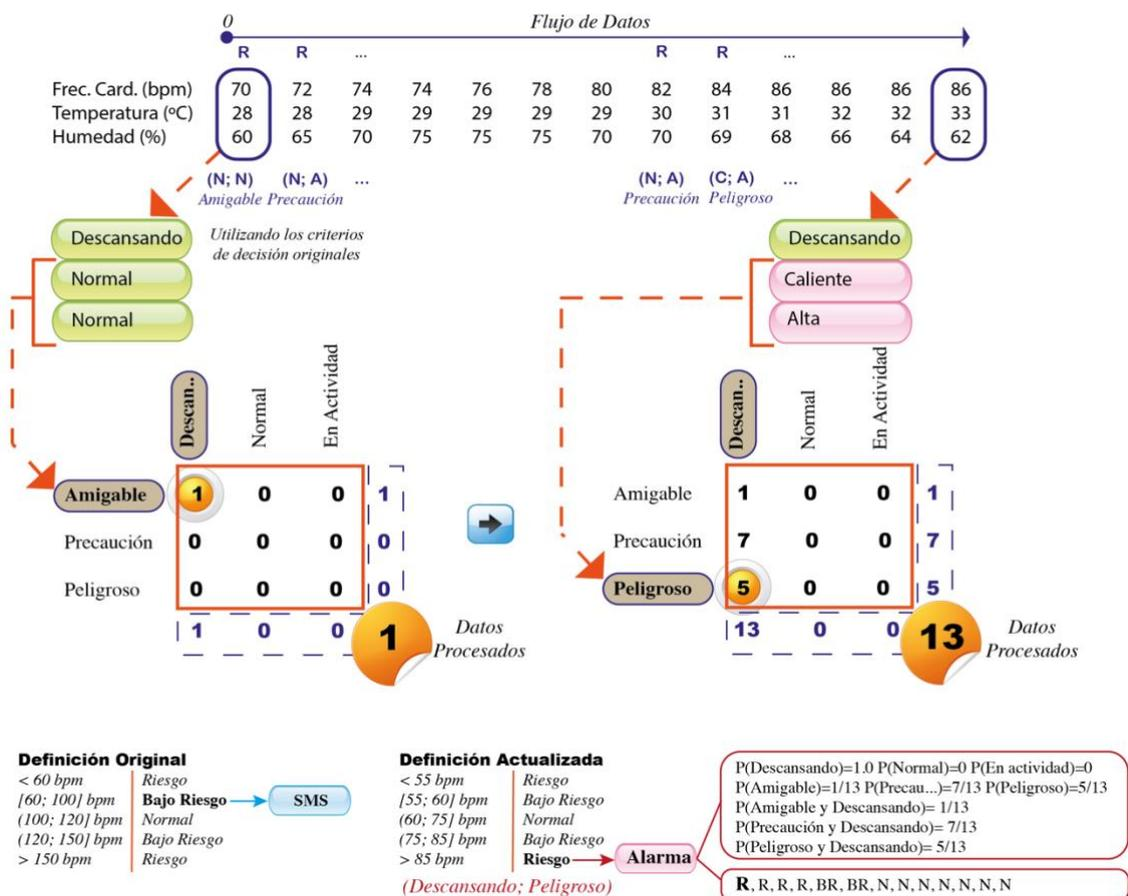 0 Flujo de Datos
R R ... R R ...
Frec. Card. (bpm) 70 72 74 74 76 78 80 82 84 86 86 86 86
Temperatura (ºC) 28 28 29 29 29 29 29 30 31 31 32 32 33
Humedad (%) 60 65 70 75 75 75 70 70 69 68 66 64 62
(N; N) (N; A) ... (N; A) (C; A) ...
Amigable Precaución Precaución Peligroso
Descansando
Utilizando los criterios
de decisión originales
Normal
Normal
Descansando
Caliente
Alta
Descan.. Normal En Actividad
Amigable 1 0 0 1
Precaución 0 0 0 0
Peligroso 0 0 0 0
1 0 0 1
Datos
Procesados
Descan.. Normal En Actividad
Amigable 1 0 0 1
Precaución 7 0 0 7
Peligroso 5 0 0 5
13 0 0 13
Datos
Procesados
Definición Original
< 60 bpm Riesgo
[60; 100] bpm Bajo Riesgo SMS
(100; 120] bpm Normal
(120; 150] bpm Bajo Riesgo
> 150 bpm Riesgo
Definición Actualizada
< 55 bpm Riesgo
[55; 60] bpm Bajo Riesgo
(60; 75] bpm Normal
(75; 85] bpm Bajo Riesgo
> 85 bpm Riesgo Alarma
(Descansando; Peligroso)
P(Descansando)=1.0 P(Normal)=0 P(En actividad)=0
P(Amigable)=1/13 P(Precau...)=7/13 P(Peligroso)=5/13
P(Amigable y Descansando)= 1/13
P(Precaución y Descansando)= 7/13
P(Peligroso y Descansando)= 5/13
R, R, R, R, BR, BR, N, N, N, N, N, N, N